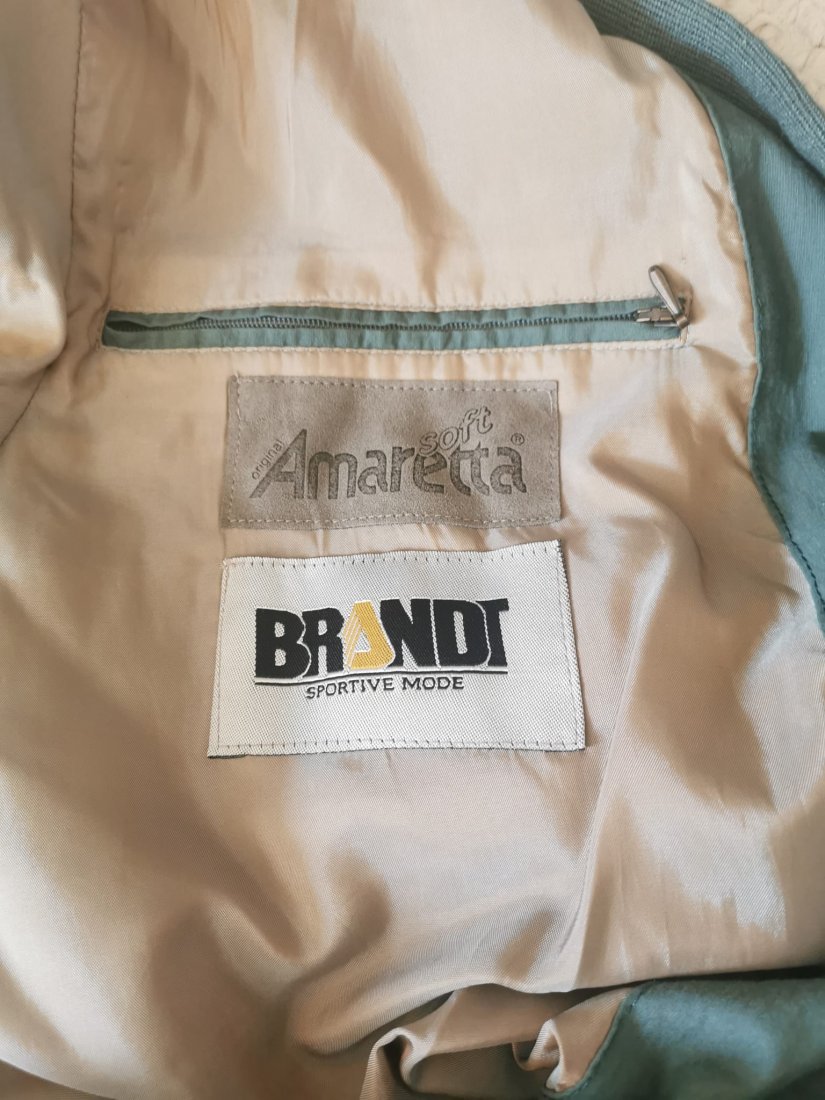 original Amaretta soft ®
BRANDT
SPORTIVE MODE